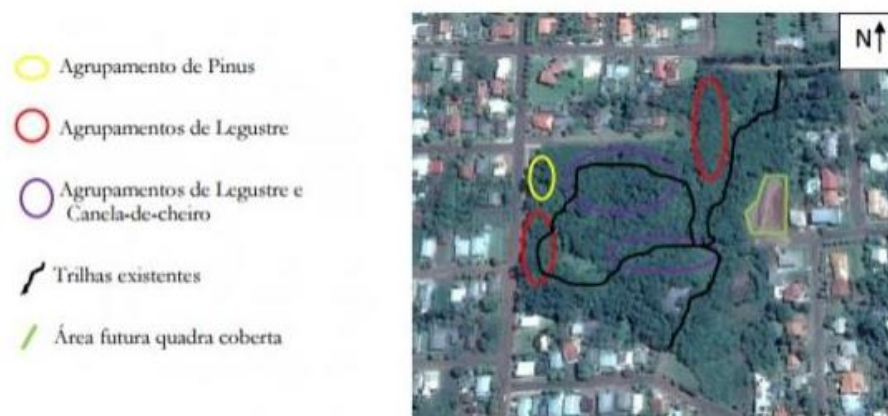 Agrupamento de Pinus
Agrupamentos de Legustre
Agrupamentos de Legustre e
Canela-de-cheiro
Trilhas existentes
Área futura quadra coberta
N